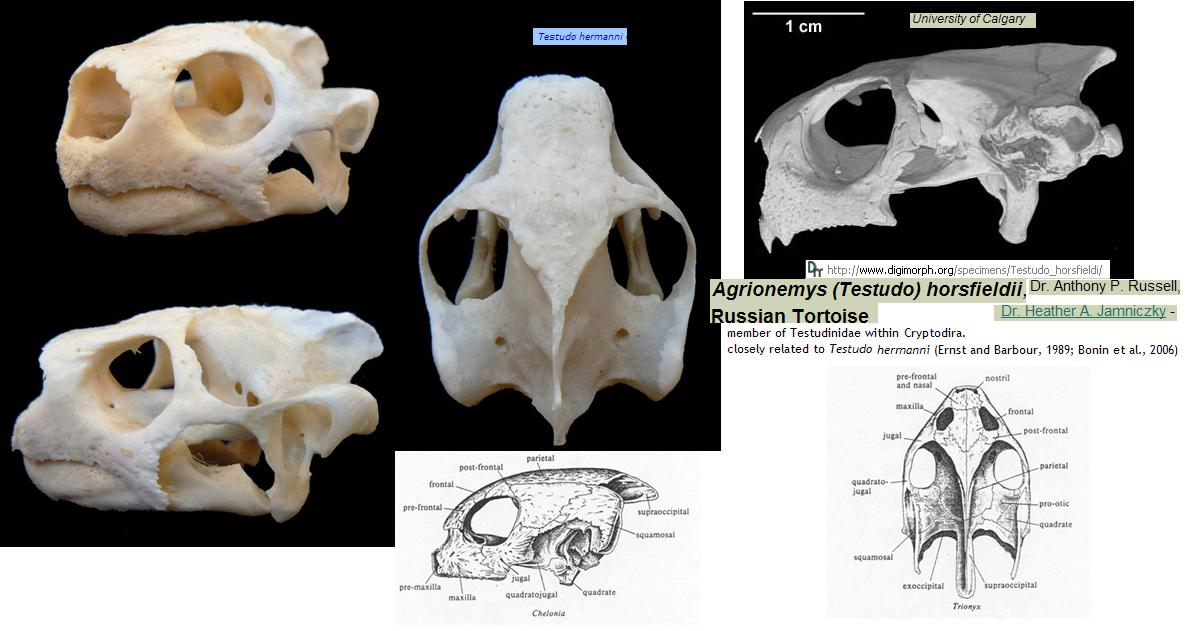 Testudo hermanni
1 cm
University of Calgary
DT http://www.digimorph.org/specimens/Testudo_horsfieldi/
Agrionemys (Testudo) horsfieldii, Dr. Anthony P. Russell,
Russian Tortoise Dr. Heather A. Jamniczky -
member of Testudinidae within Cryptodira.
closely related to Testudo hermanni (Ernst and Barbour, 1989; Bonin et al., 2006)
parietal
post-frontal
frontal
pre-frontal
supraoccipital
squamosal
pre-maxilla
maxilla
jugal
quadratojugal
quadrate
Chelonia
pre-frontal
and nasal
nostril
maxilla
frontal
jugal
post-frontal
parietal
quadrato-
jugal
pro-otic
quadrate
squamosal
exoccipital
supraoccipital
Trionyx